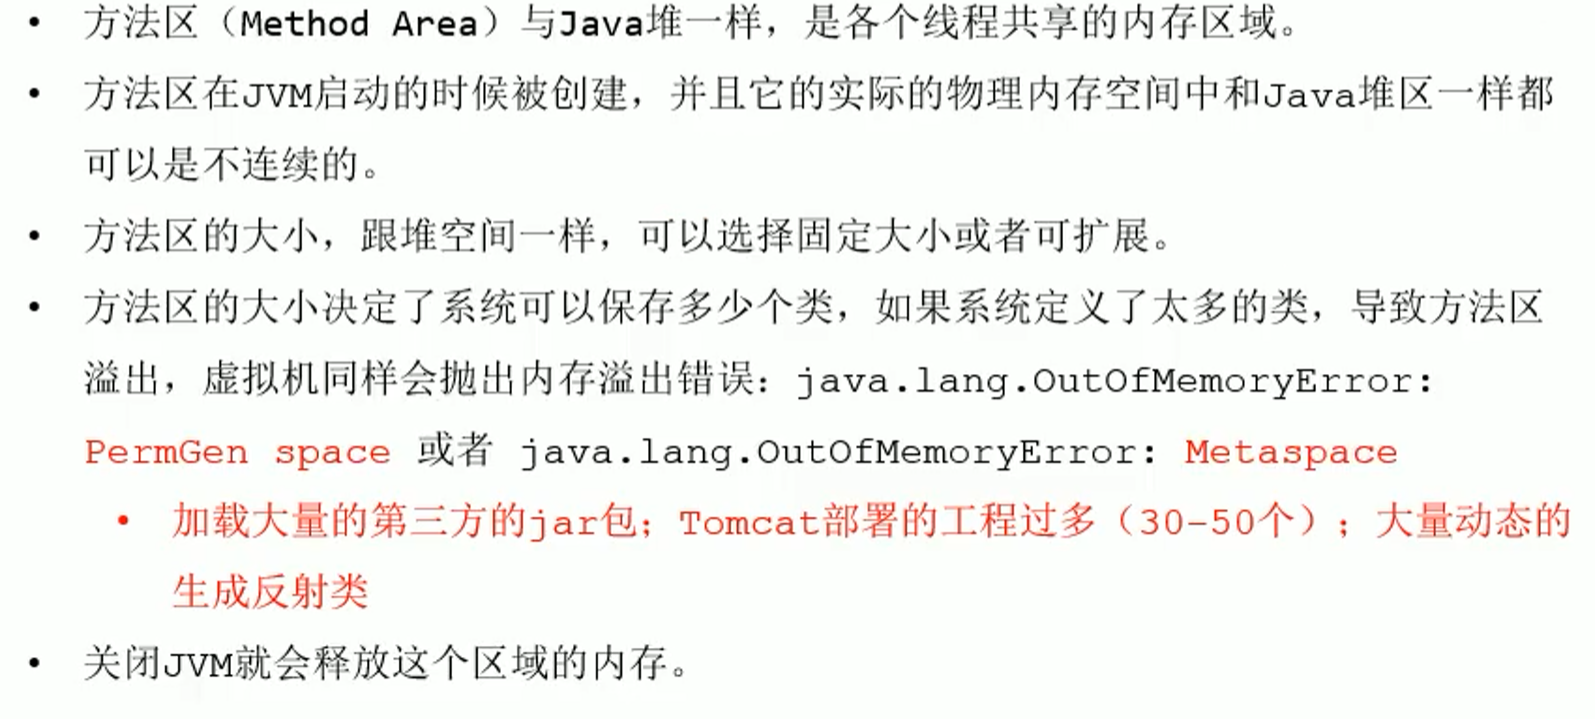 • 方法区（Method Area）与Java堆一样，是各个线程共享的内存区域。
• 方法区在JVM启动的时候被创建，并且它的实际的物理内存空间中和Java堆区一样都
可以是不连续的。
• 方法区的大小，跟堆空间一样，可以选择固定大小或者可扩展。
• 方法区的大小决定了系统可以保存多少个类，如果系统定义了太多的类，导致方法区
溢出，虚拟机同样会抛出内存溢出错误：java.lang.OutOfMemoryError:
PermGen space 或者 java.lang.OutOfMemoryError: Metaspace
• 加载大量的第三方的jar包；Tomcat部署的工程过多（30-50个）；大量动态的
生成反射类
• 关闭JVM就会释放这个区域的内存。